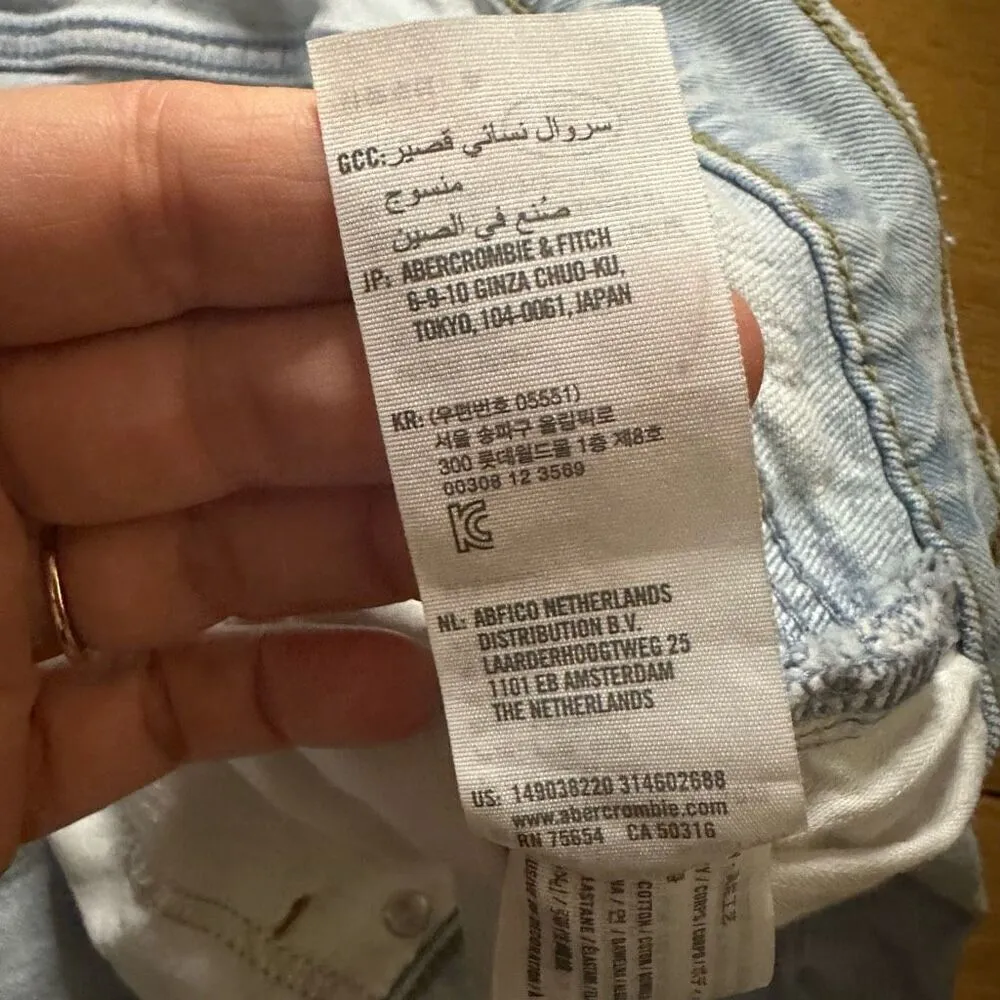 GCC: سروال نسائي قصير
منسوج
صُنع في الصين
JP: ABERCROMBIE & FITCH
6-9-10 GINZA CHUO-KU,
TOKYO, 104-0061, JAPAN
KR: (우편번호 05551)
서울 송파구 올림픽로
300 롯데월드몰 1층 제8호
00308 12 3569
KC
NL: ABFICO NETHERLANDS
DISTRIBUTION B.V.
LAARDERHOOGTWEG 25
1101 EB AMSTERDAM
THE NETHERLANDS
US: 149038220 314602688
www.abercrombie.com
RN 75654 CA 50316
COTTON /